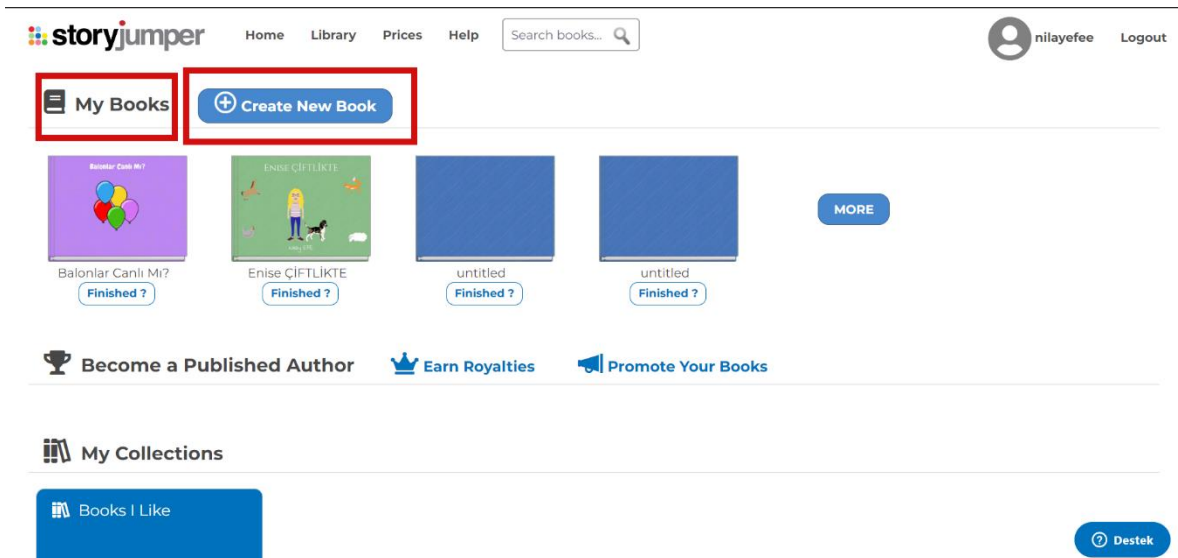 storyjumper Home Library Prices Help Search books... nilayefee Logout
My Books Create New Book
Balonlar Canlı Mı?
ENISE ÇİFTLİKTE
MORE
Balonlar Canlı Mı? Enise ÇİFTLİKTE untitled untitled
Finished ? Finished ? Finished ? Finished ?
Become a Published Author Earn Royalties Promote Your Books
My Collections
Books I Like
Destek